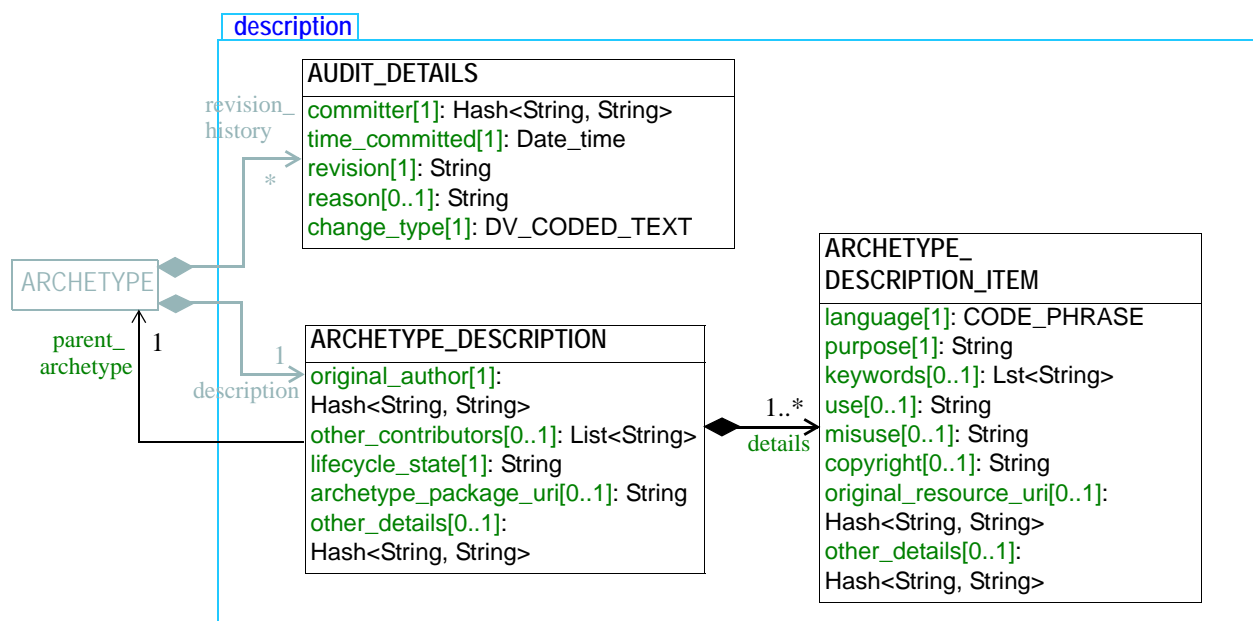 description
AUDIT_DETAILS
committer[1]: Hash<String, String>
time_committed[1]: Date_time
revision[1]: String
reason[0..1]: String
change_type[1]: DV_CODED_TEXT
revision_
history
*
ARCHETYPE
parent_
archetype
1
1
description
ARCHETYPE_DESCRIPTION
original_author[1]:
Hash<String, String>
other_contributors[0..1]: List<String>
lifecycle_state[1]: String
archetype_package_uri[0..1]: String
other_details[0..1]:
Hash<String, String>
1..*
details
ARCHETYPE_
DESCRIPTION_ITEM
language[1]: CODE_PHRASE
purpose[1]: String
keywords[0..1]: Lst<String>
use[0..1]: String
misuse[0..1]: String
copyright[0..1]: String
original_resource_uri[0..1]:
Hash<String, String>
other_details[0..1]:
Hash<String, String>